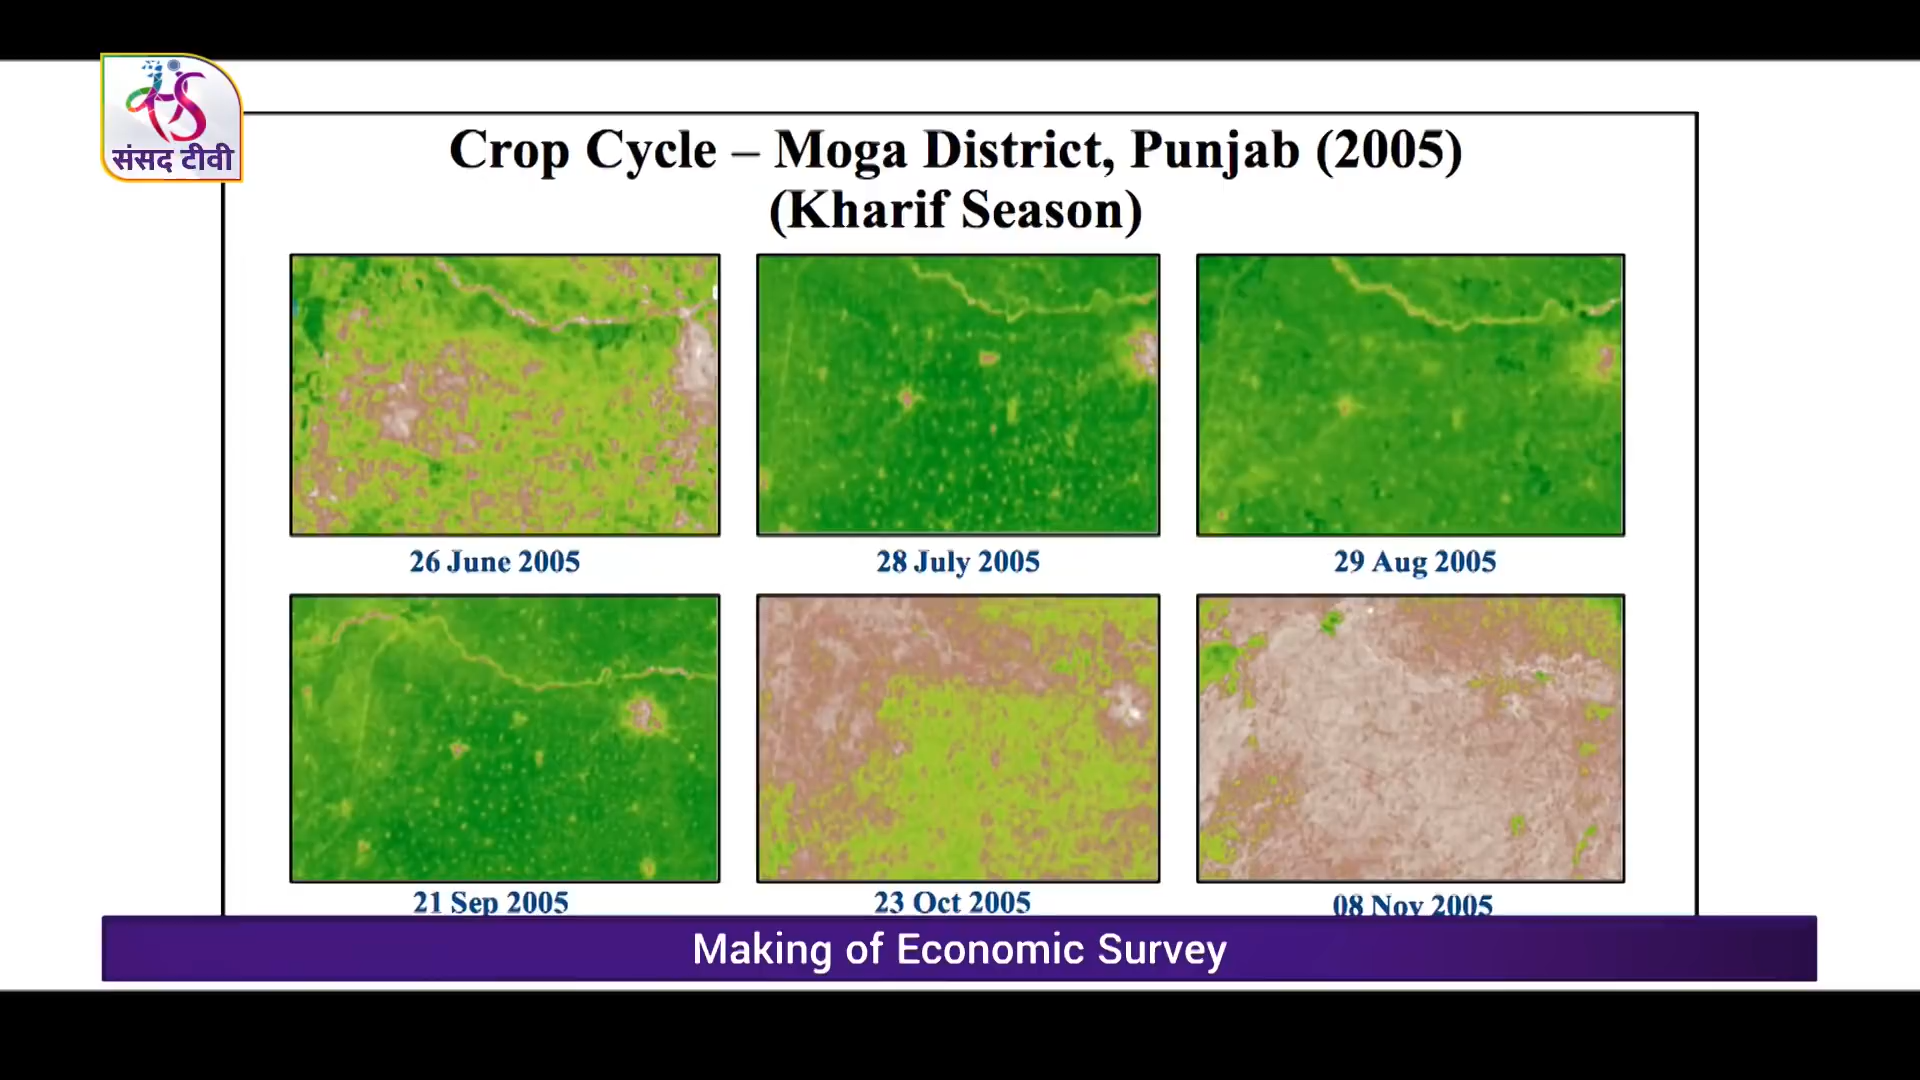 संसद टीवी
Crop Cycle – Moga District, Punjab (2005)
(Kharif Season)
26 June 2005
28 July 2005
29 Aug 2005
21 Sep 2005
23 Oct 2005
08 Nov 2005
Making of Economic Survey